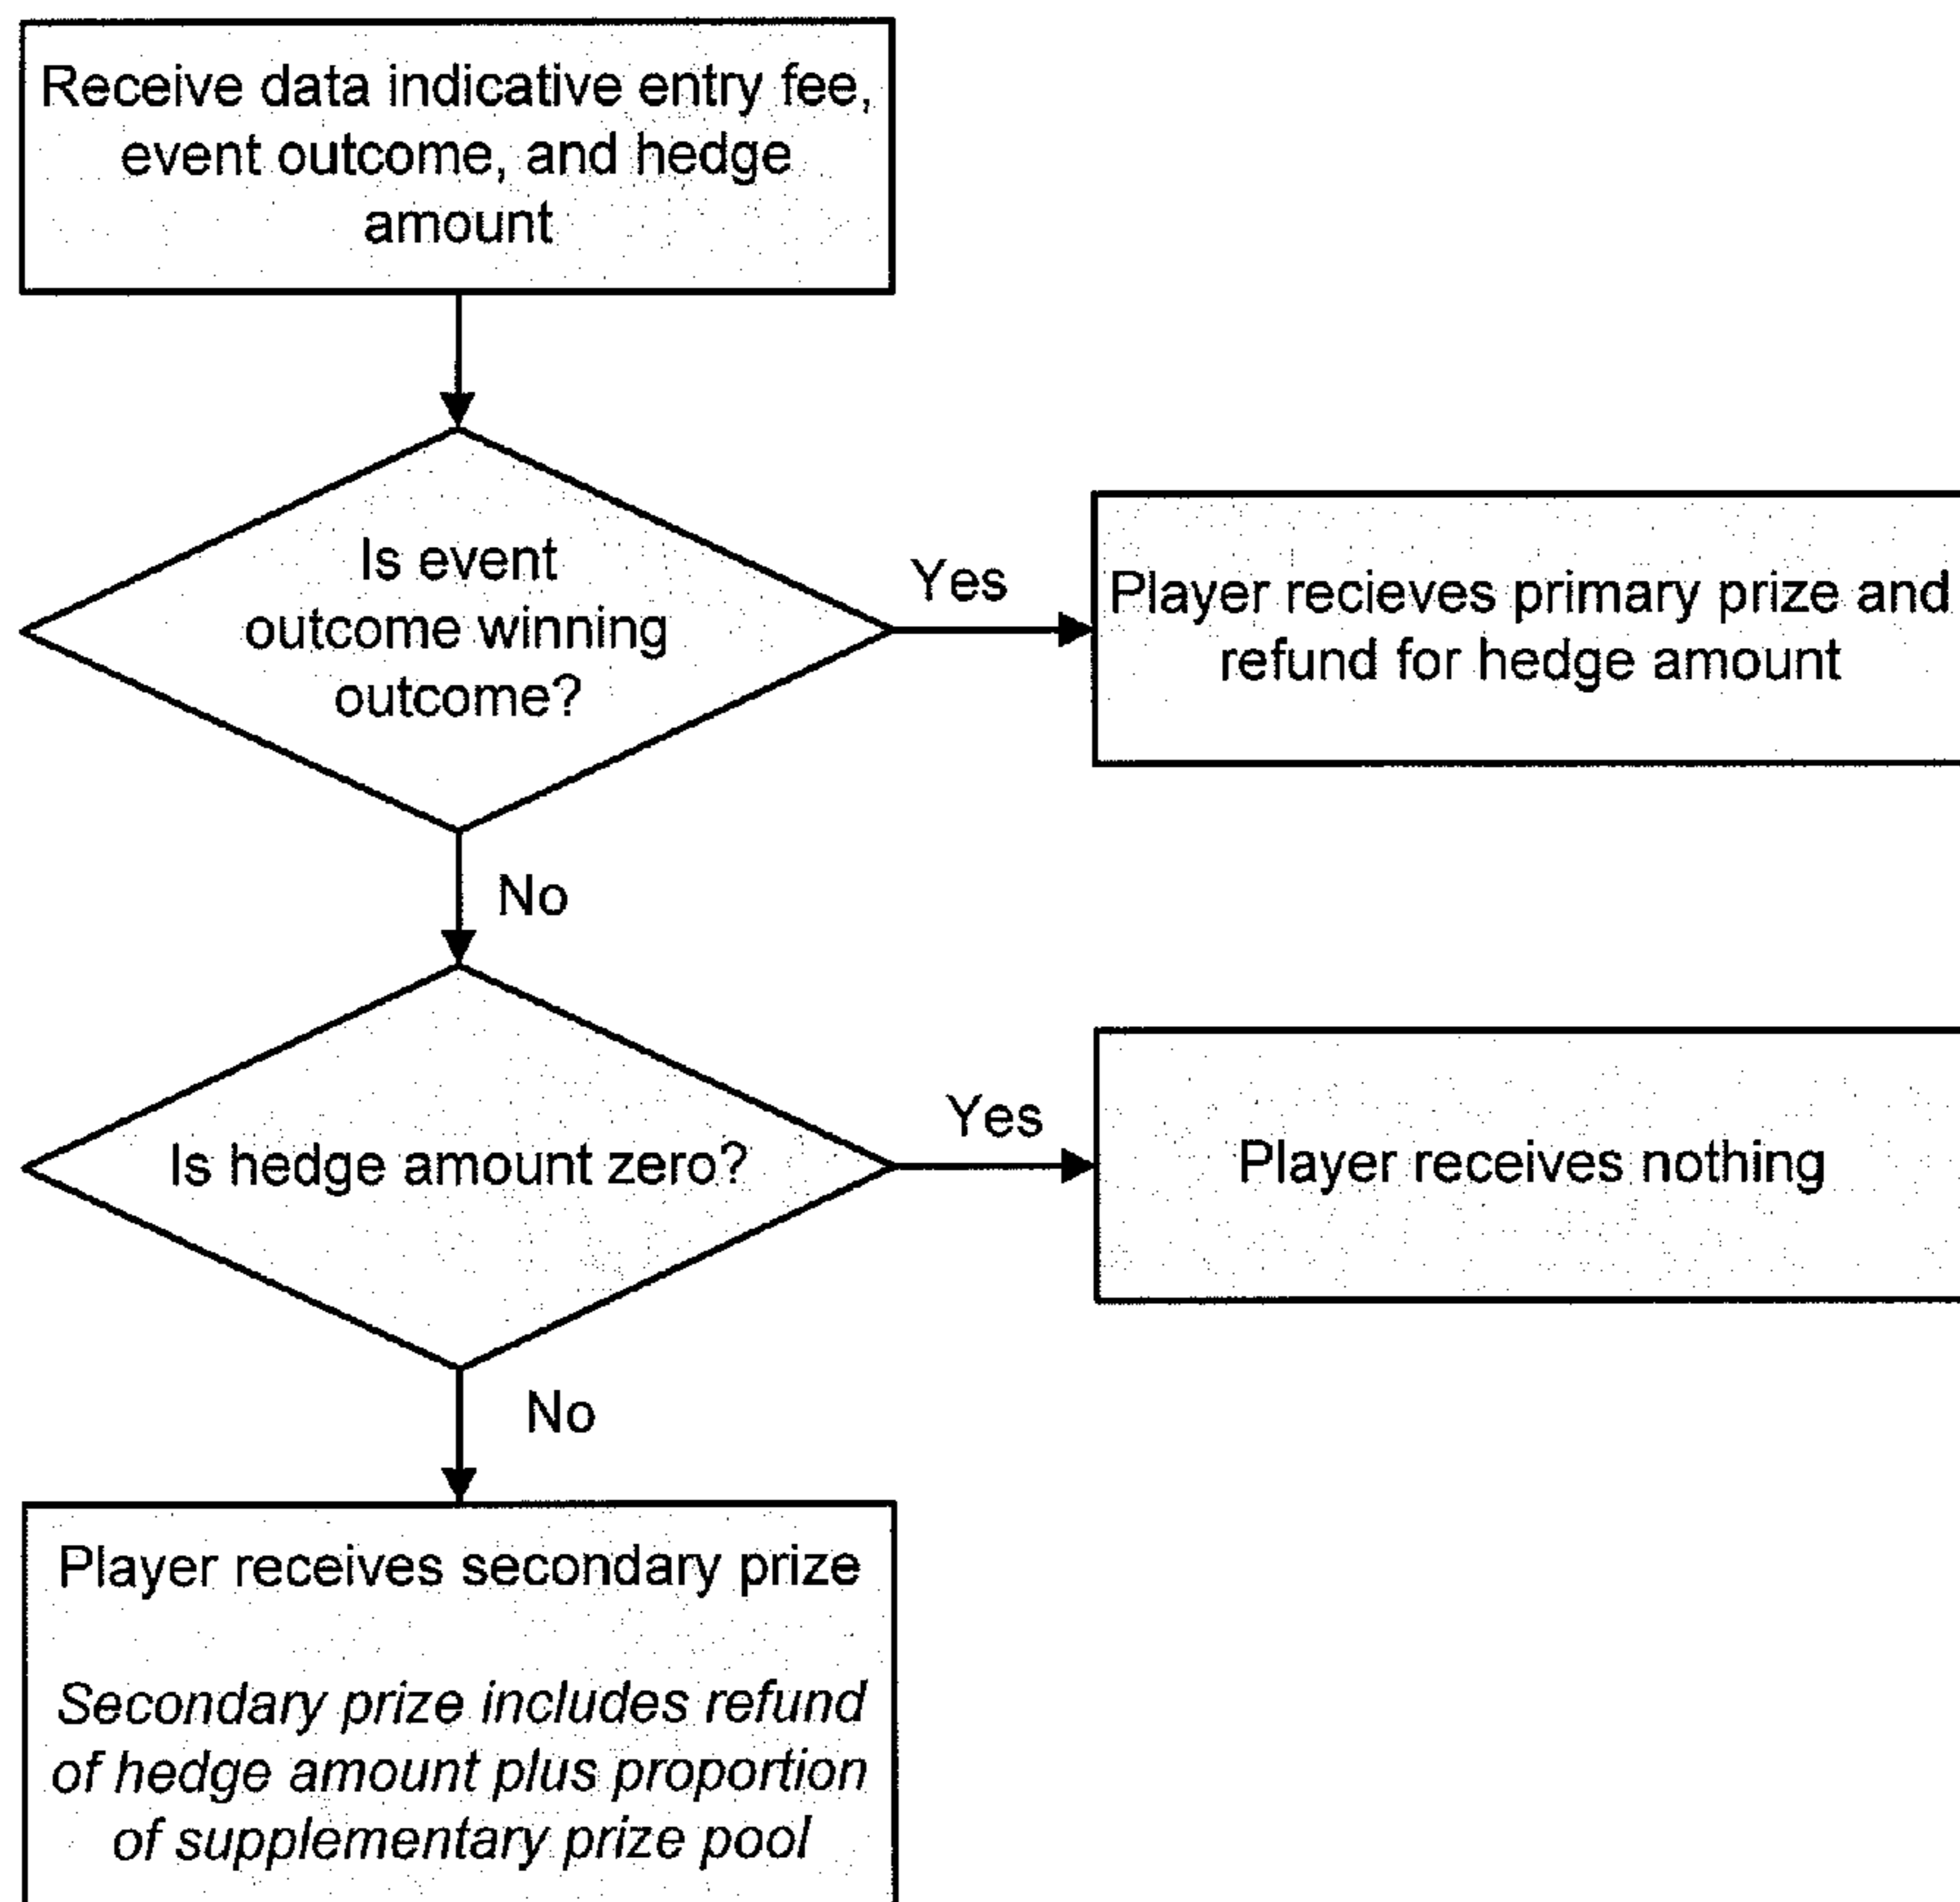 Receive data indicative entry fee,
event outcome, and hedge
amount
Is event
outcome winning
outcome?
Yes
Player recieves primary prize and
refund for hedge amount
No
Is hedge amount zero?
Yes
Player receives nothing
No
Player receives secondary prize
Secondary prize includes refund
of hedge amount plus proportion
of supplementary prize pool